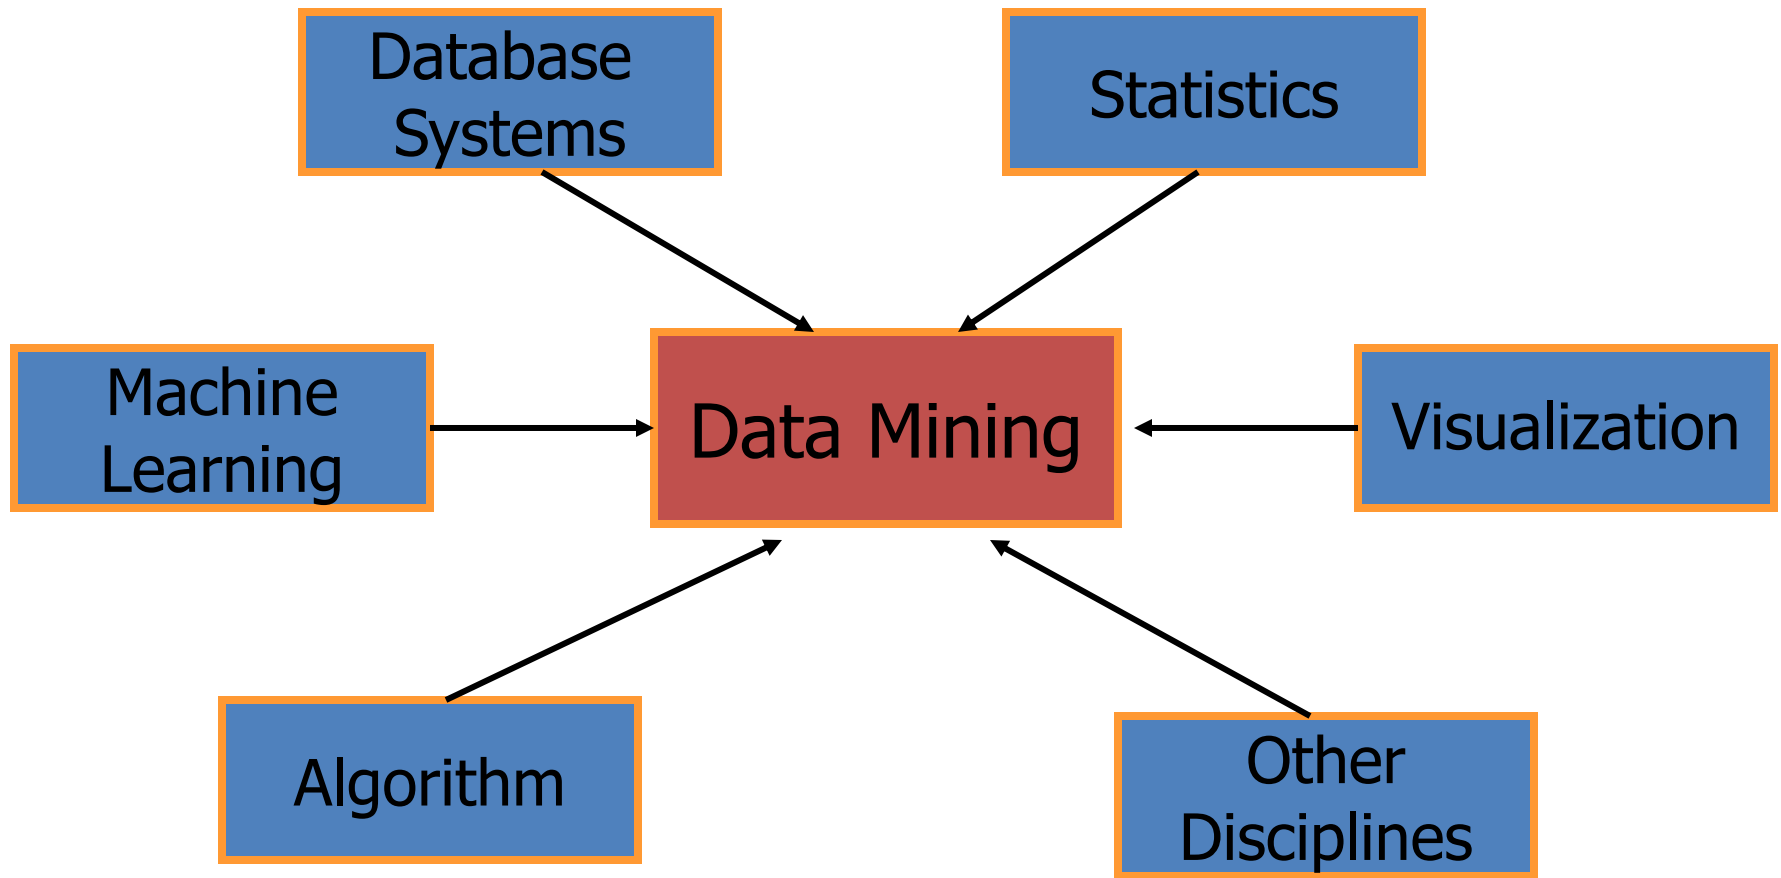 Database
Systems
Statistics
Machine
Learning
Data Mining
Visualization
Algorithm
Other
Disciplines